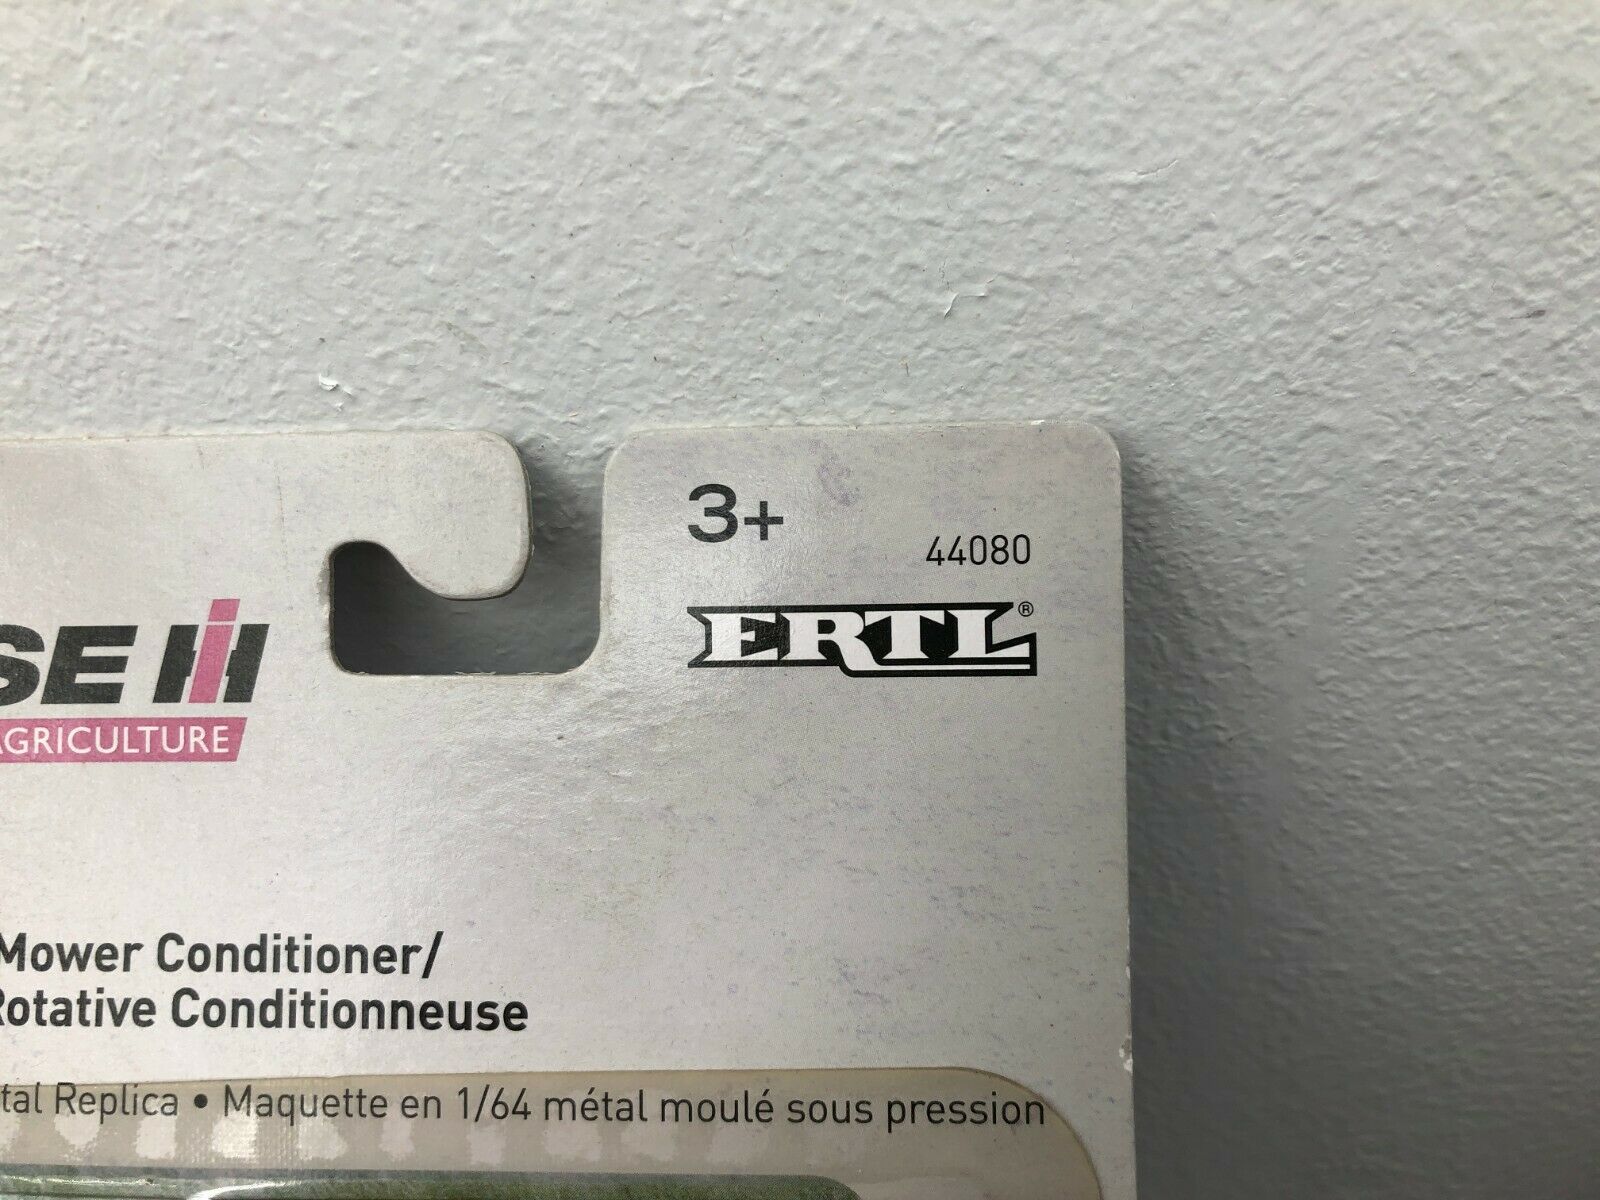 3+
44080
ERTL®
SE IH
AGRICULTURE
Mower Conditioner/
Rotative Conditionneuse
tal Replica • Maquette en 1/64 métal moulé sous pression